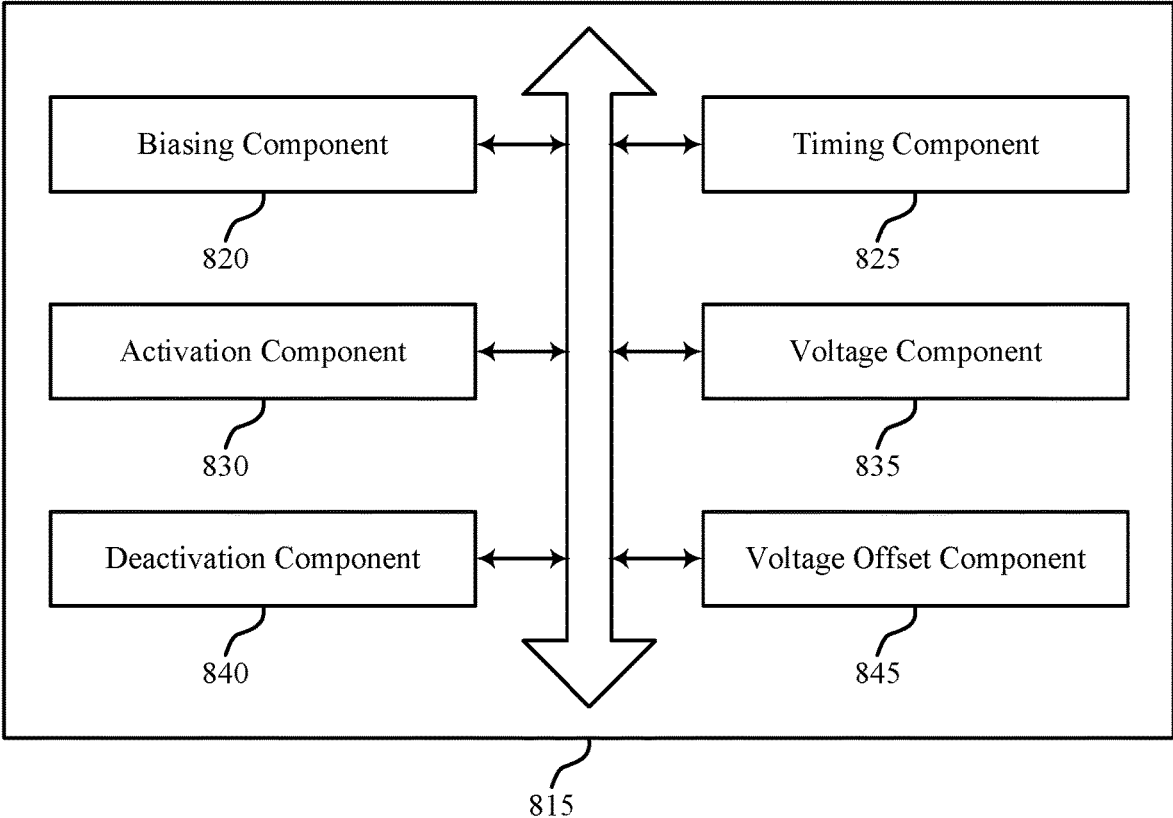 Biasing Component
Timing Component
820
825
Activation Component
Voltage Component
830
835
Deactivation Component
Voltage Offset Component
840
845
815